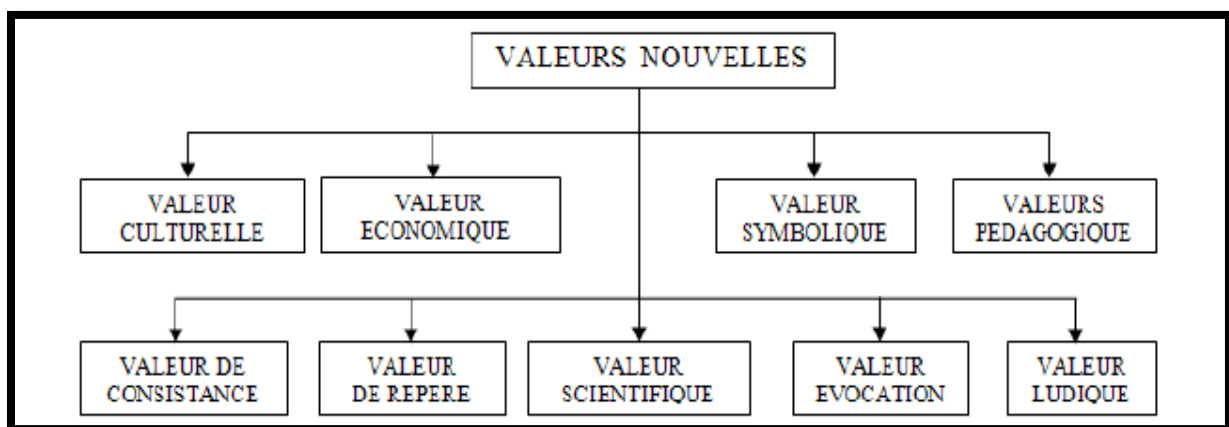 VALEURS NOUVELLES
VALEUR
CULTURELLE
VALEUR
ECONOMIQUE
VALEUR
SYMBOLIQUE
VALEURS
PEDAGOGIQUE
VALEUR DE
CONSISTANCE
VALEUR
DE REPERE
VALEUR
SCIENTIFIQUE
VALEUR
EVOCATION
VALEUR
LUDIQUE